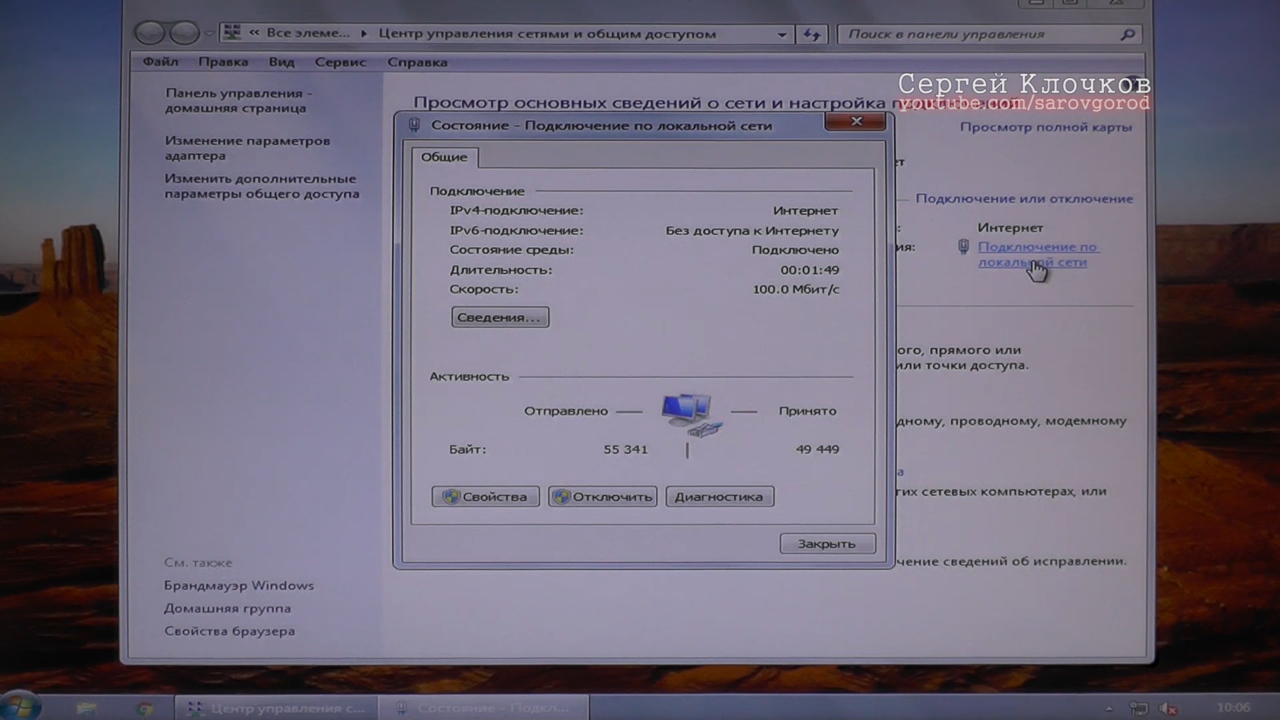 « Все элеме... ▸ Центр управления сетями и общим доступом
Поиск в панели управления
Файл Правка Вид Сервис Справка
Сергей Клочков
youtube.com/sarovgorod
Панель управления -
домашняя страница
Изменение параметров
адаптера
Изменить дополнительные
параметры общего доступа
Просмотр основных сведений о сети и настройка
Просмотр полной карты
Подключение или отключение
Интернет
Подключение по
локальной сети
ого, прямого или
или точки доступа.
дному, проводному, модемному
гих сетевых компьютерах, или
чение сведений об исправлении.
Состояние - Подключение по локальной сети
Общие
Подключение
IPv4-подключение: Интернет
IPv6-подключение: Без доступа к Интернету
Состояние среды: Подключено
Длительность: 00:01:49
Скорость: 100.0 Мбит/с
Сведения...
Активность
Отправлено — — Принято
Байт: 55 341 | 49 449
Свойства Отключить Диагностика
Закрыть
См. также
Брандмауэр Windows
Домашняя группа
Свойства браузера
Центр управления с... Состояние - Подкл... 10:06